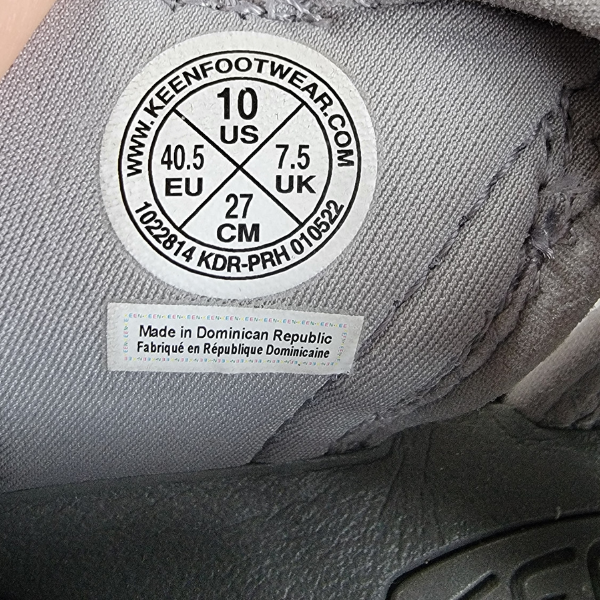 WWW.KEENFOOTWEAR.COM
10
US
40.5
EU
7.5
UK
27
CM
1022814 KDR-PRH 010522
Made in Dominican Republic
Fabriqué en République Dominicaine